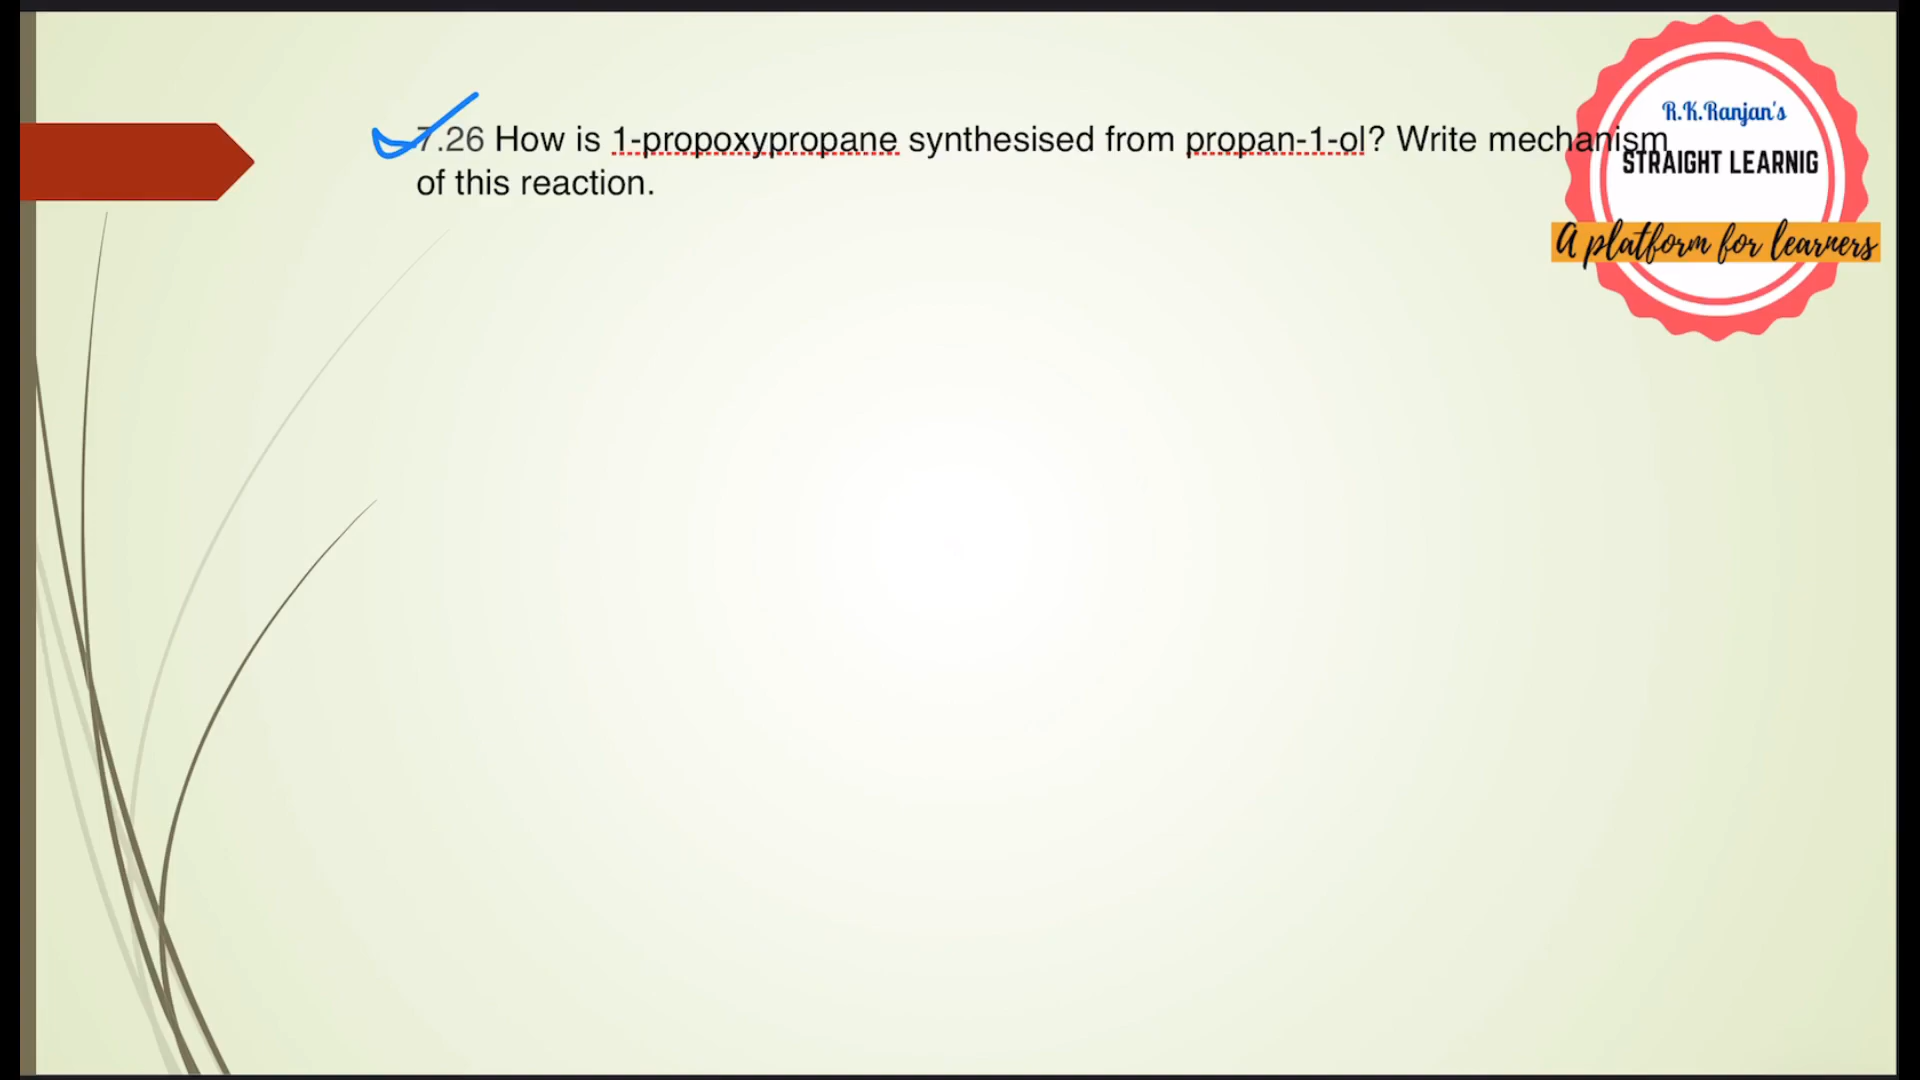 7.26 How is 1-propoxypropane synthesised from propan-1-ol? Write mechanism
of this reaction.
R.K.Ranjan's
STRAIGHT LEARNIG
A platform for learners